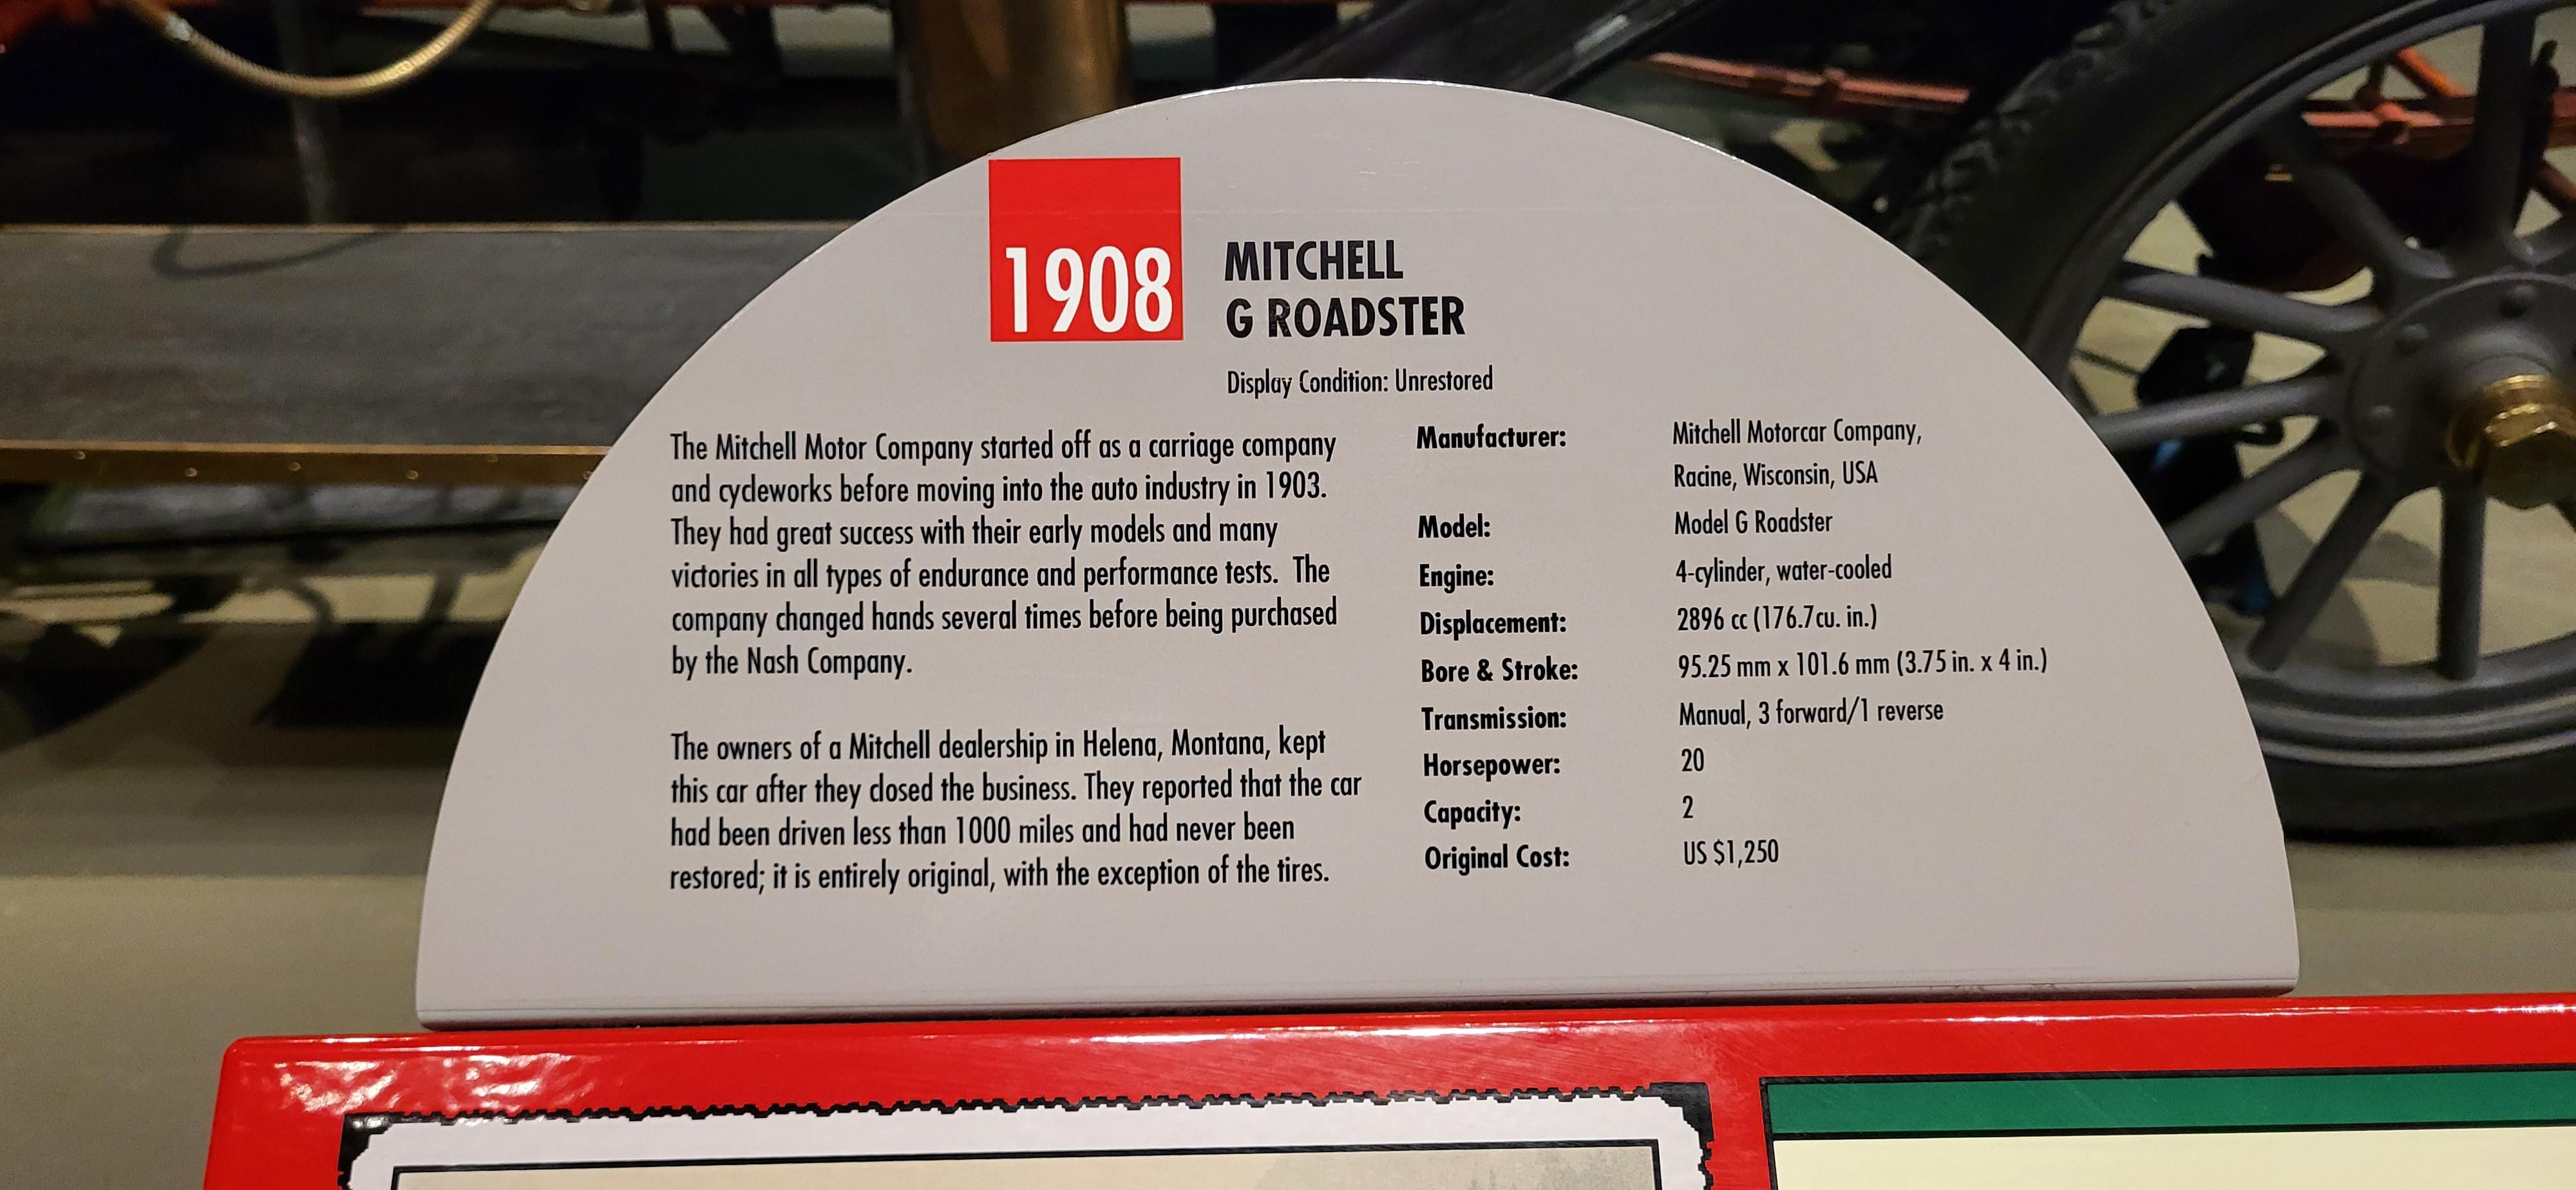 1908
MITCHELL
G ROADSTER
Display Condition: Unrestored
The Mitchell Motor Company started off as a carriage company
and cycleworks before moving into the auto industry in 1903.
They had great success with their early models and many
victories in all types of endurance and performance tests.  The
company changed hands several times before being purchased
by the Nash Company.
The owners of a Mitchell dealership in Helena, Montana, kept
this car after they closed the business. They reported that the car
had been driven less than 1000 miles and had never been
restored; it is entirely original, with the exception of the tires.
Manufacturer: Mitchell Motorcar Company,
Racine, Wisconsin, USA
Model: Model G Roadster
Engine: 4-cylinder, water-cooled
Displacement: 2896 cc (176.7cu. in.)
Bore & Stroke: 95.25 mm x 101.6 mm (3.75 in. x 4 in.)
Transmission: Manual, 3 forward/1 reverse
Horsepower: 20
Capacity: 2
Original Cost: US $1,250